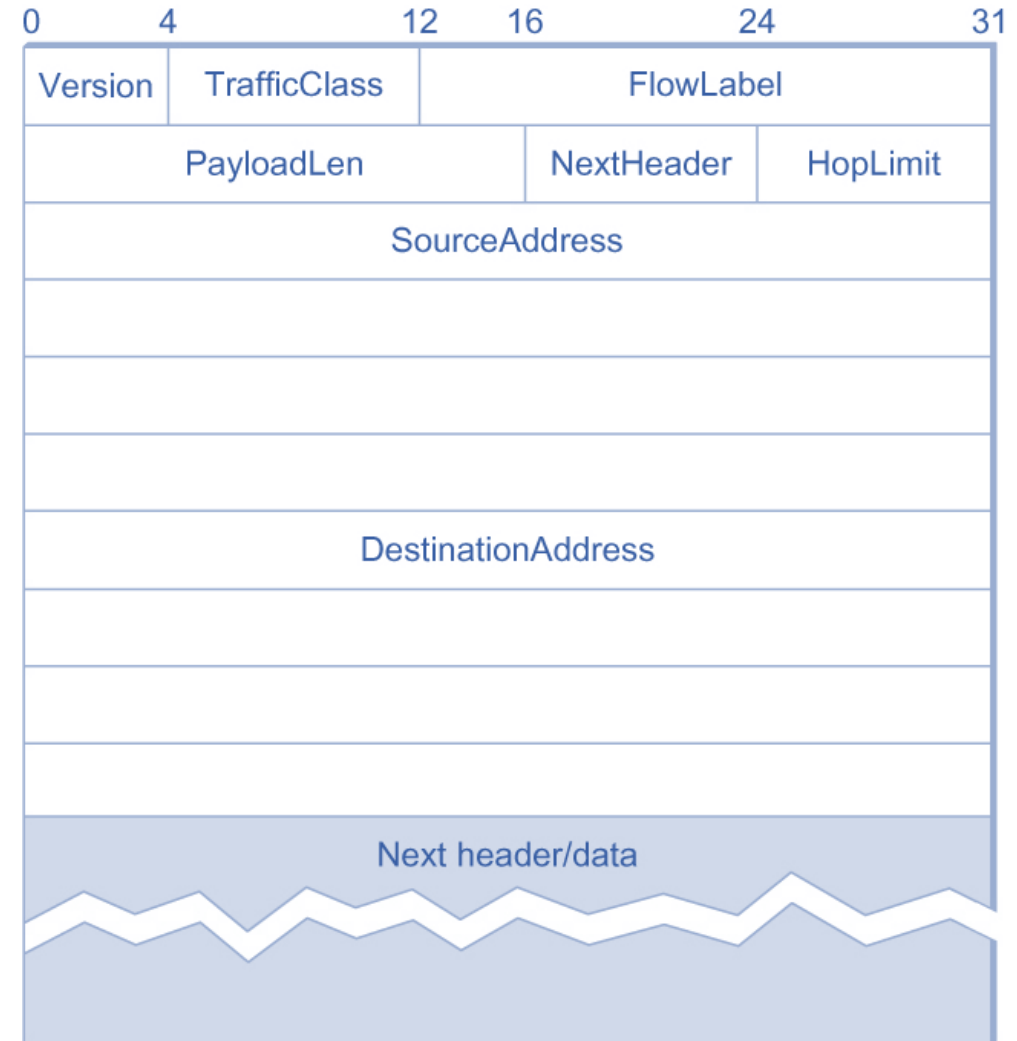 0 4 12 16 24 31
Version TrafficClass FlowLabel
PayloadLen NextHeader HopLimit
SourceAddress
DestinationAddress
Next header/data